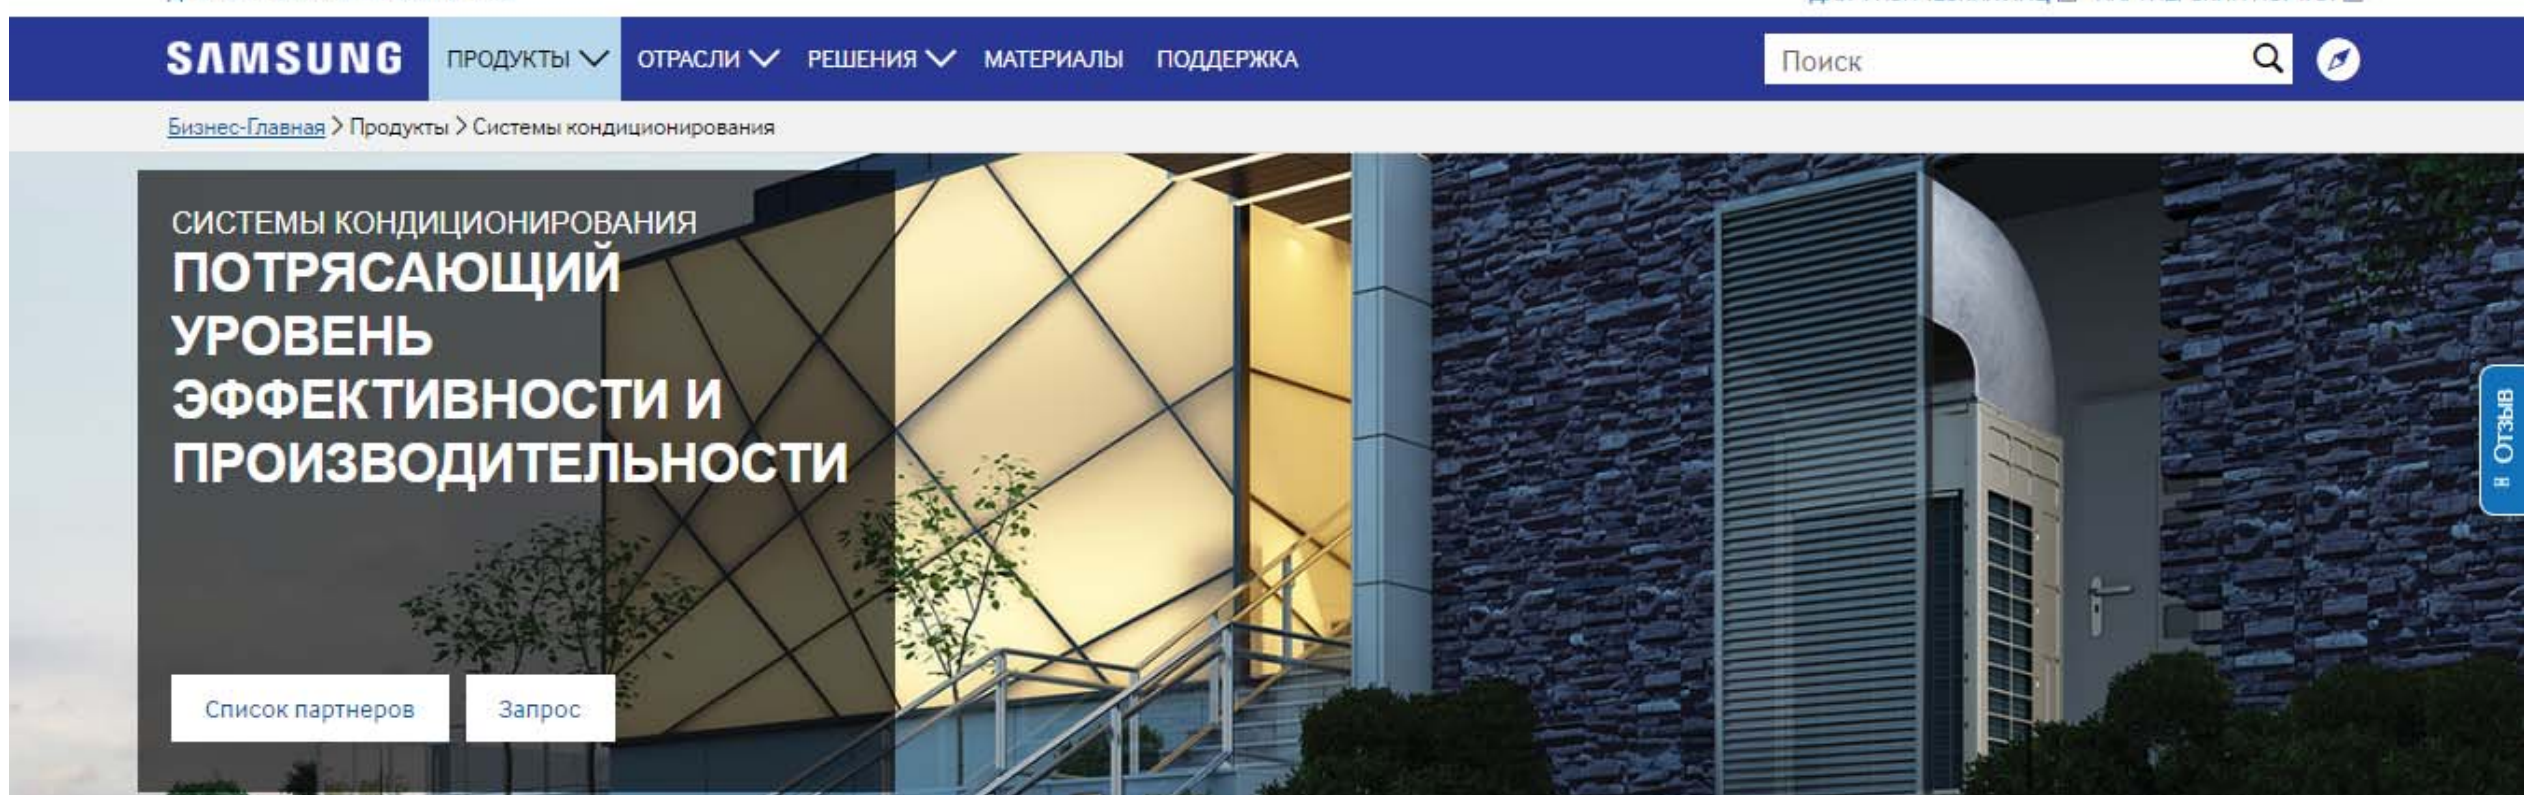 SAMSUNG
ПРОДУКТЫ ОТРАСЛИ РЕШЕНИЯ МАТЕРИАЛЫ ПОДДЕРЖКА
Поиск
Бизнес-Главная > Продукты > Системы кондиционирования
СИСТЕМЫ КОНДИЦИОНИРОВАНИЯ
ПОТРЯСАЮЩИЙ
УРОВЕНЬ
ЭФФЕКТИВНОСТИ И
ПРОИЗВОДИТЕЛЬНОСТИ
Список партнеров
Запрос
Отзыв